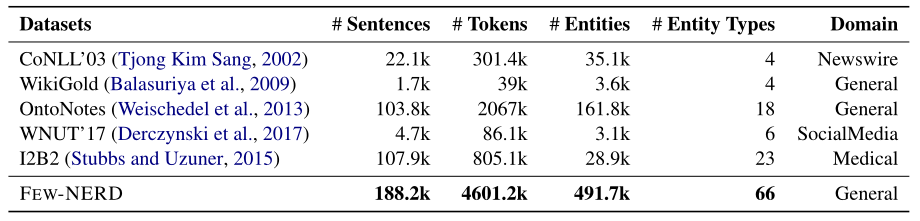 Datasets # Sentences # Tokens # Entities # Entity Types Domain
CoNLL'03 (Tjong Kim Sang, 2002) 22.1k 301.4k 35.1k 4 Newswire
WikiGold (Balasuriya et al., 2009) 1.7k 39k 3.6k 4 General
OntoNotes (Weischedel et al., 2013) 103.8k 2067k 161.8k 18 General
WNUT'17 (Derczynski et al., 2017) 4.7k 86.1k 3.1k 6 SocialMedia
I2B2 (Stubbs and Uzuner, 2015) 107.9k 805.1k 28.9k 23 Medical
FEW-NERD 188.2k 4601.2k 491.7k 66 General